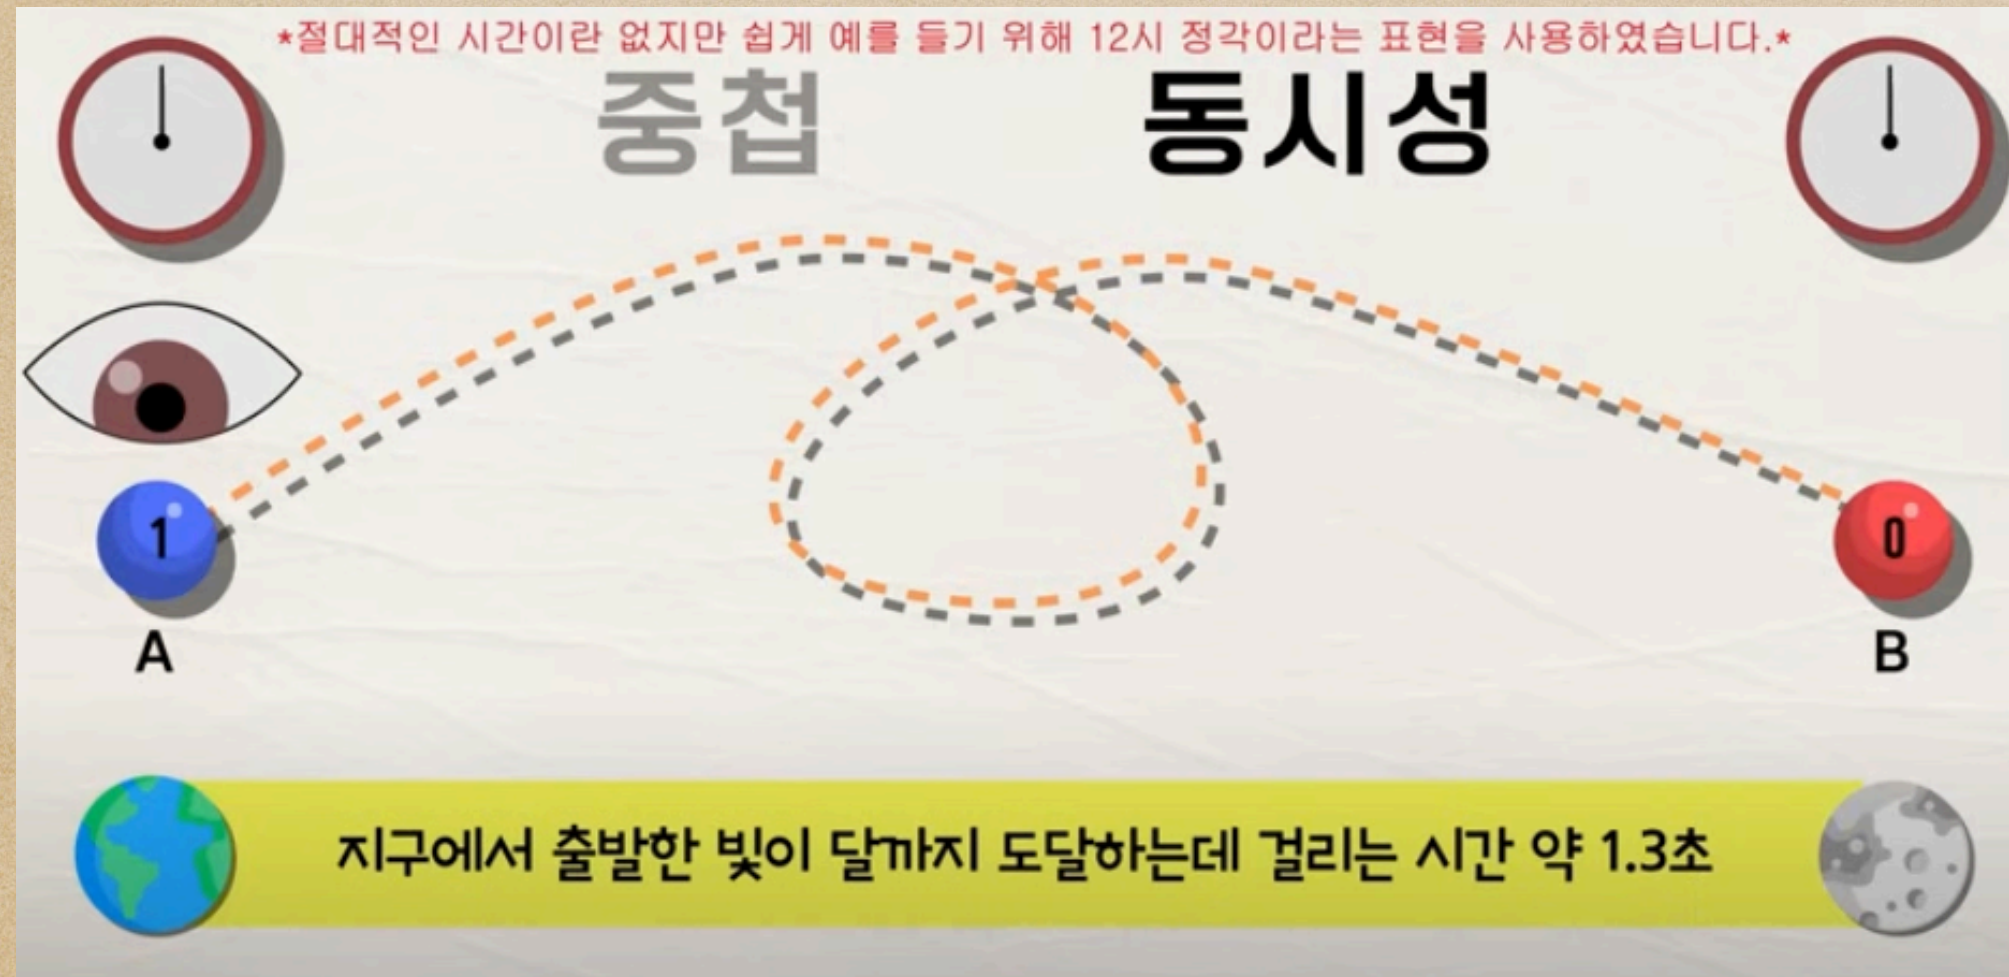 *절대적인 시간이란 없지만 쉽게 예를 들기 위해 12시 정각이라는 표현을 사용하였습니다.*
중첩 동시성
1 0
A B
지구에서 출발한 빛이 달까지 도달하는데 걸리는 시간 약 1.3초